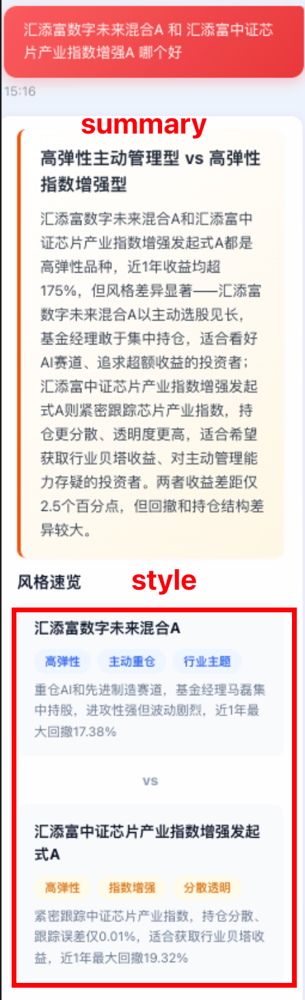 汇添富数字未来混合A 和 汇添富中证芯
片产业指数增强A 哪个好
15:16
summary
高弹性主动管理型 vs 高弹性
指数增强型
汇添富数字未来混合A和汇添富中
证芯片产业指数增强发起式A都是
高弹性品种，近1年收益均超
175%，但风格差异显著——汇添富
数字未来混合A以主动选股见长，
基金经理敢于集中持仓，适合看好
AI赛道、追求超额收益的投资者；
汇添富中证芯片产业指数增强发起
式A则紧密跟踪芯片产业指数，持
仓更分散、透明度更高，适合希望
获取行业贝塔收益、对主动管理能
力存疑的投资者。两者收益差距仅
2.5个百分点，但回撤和持仓结构差
异较大。
风格速览
style
汇添富数字未来混合A
高弹性 主动重仓 行业主题
重仓AI和先进制造赛道，基金经理马磊集
中持股，进攻性强但波动剧烈，近1年最
大回撤17.38%
vs
汇添富中证芯片产业指数增强发起
式A
高弹性 指数增强 分散透明
紧密跟踪中证芯片产业指数，持仓分散、
跟踪误差仅0.01%，适合获取行业贝塔收
益，近1年最大回撤19.32%